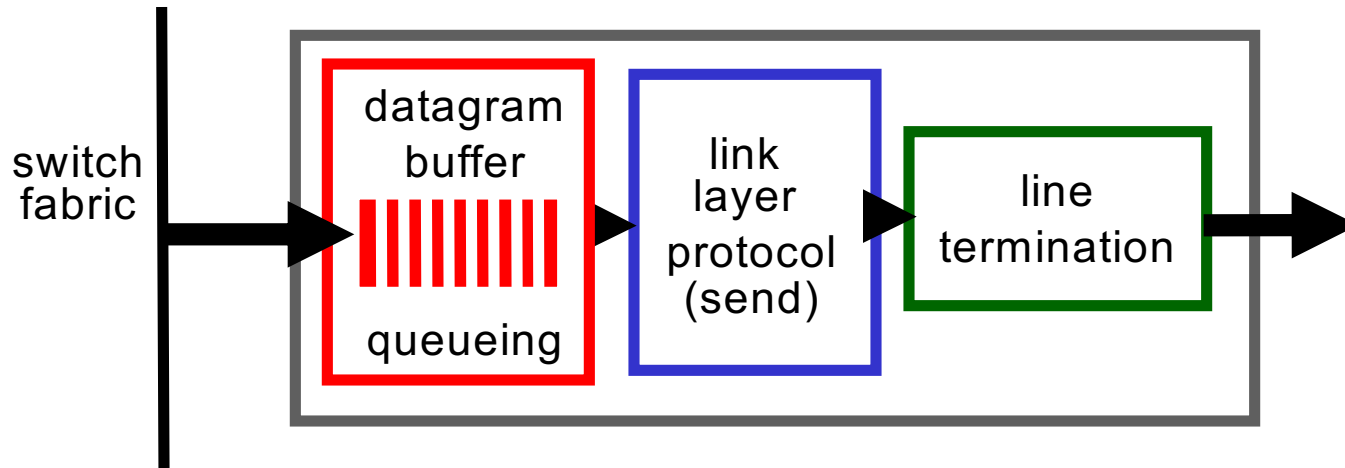 switch
fabric
datagram
buffer
queueing
link
layer
protocol
(send)
line
termination